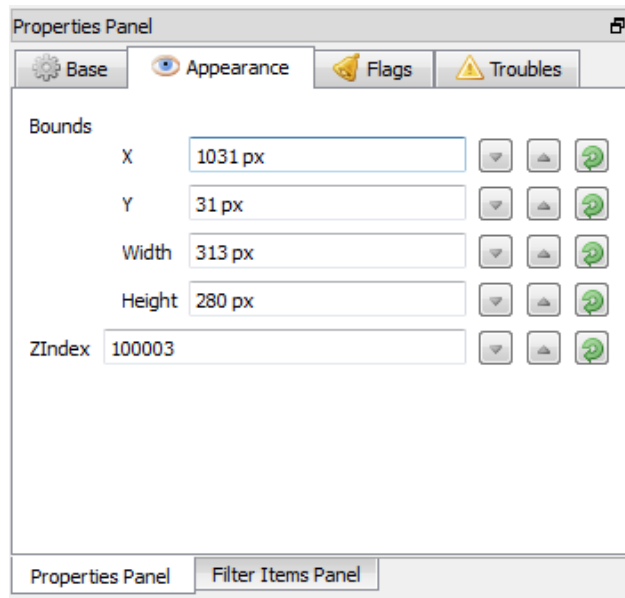 Properties Panel
Base Appearance Flags Troubles
Bounds
X 1031 px
Y 31 px
Width 313 px
Height 280 px
ZIndex 100003
Properties Panel Filter Items Panel